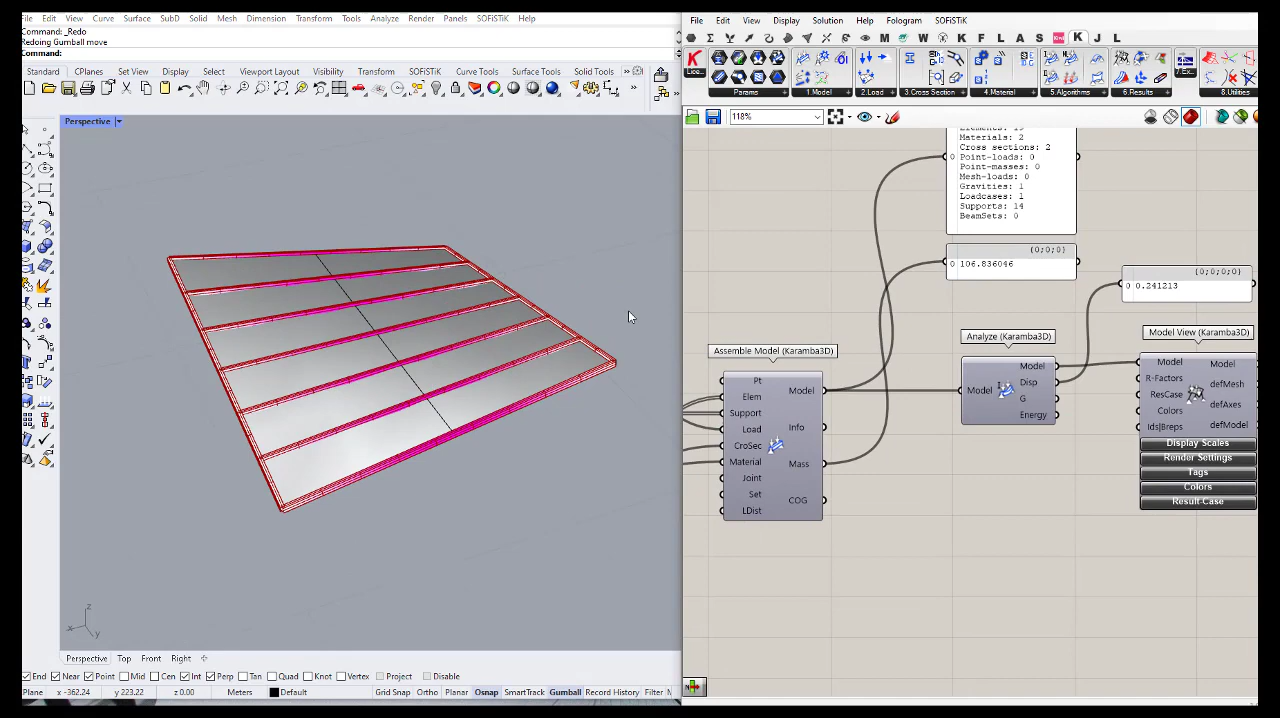 File Edit View Curve Surface SubD Solid Mesh Dimension Transform Tools Analyze Render Panels SOFiSTiK Window Help
Command: _Redo
Redoing Gumball move
Command:
Standard CPlanes Set View Display Select Viewport Layout Visibility Transform SOFiSTiK Curve Tools Surface Tools Solid Tools
Perspective
z
x
y
Perspective Top Front Right
End Near Point Mid Cen Int Perp Tan Quad Knot Vertex Project Disable
Plane x -362.24 y 223.22 z 0.00 Meters Default Grid Snap Ortho Planar Osnap SmartTrack Gumball Record History Filter
File Edit View Display Solution Help Fologram SOFiSTiK
M W K F L A S K J L
Lice...
Params 1.Model 2.Load 3.Cross Section 4.Material 5.Algorithms 6.Results 7.Ex.. 8.Utilities
118%
Materials: 2
Cross sections: 2
0 Point-loads: 0
Point-masses: 0
Mesh-loads: 0
Gravities: 1
Loadcases: 1
Supports: 14
BeamSets: 0
{0;0;0}
0 106.836046
{0;0;0;0}
0 0.241213
Assemble Model (Karamba3D)
Pt
Elem
Support
Load
CroSec
Material
Joint
Set
LDist
Model
Info
Mass
COG
Analyze (Karamba3D)
Model
Model
Disp
G
Energy
Model View (Karamba3D)
Model
R-Factors
ResCase
Colors
Ids|Breps
Model
defMesh
defAxes
defModel
Display Scales
Render Settings
Tags
Colors
Result-Case